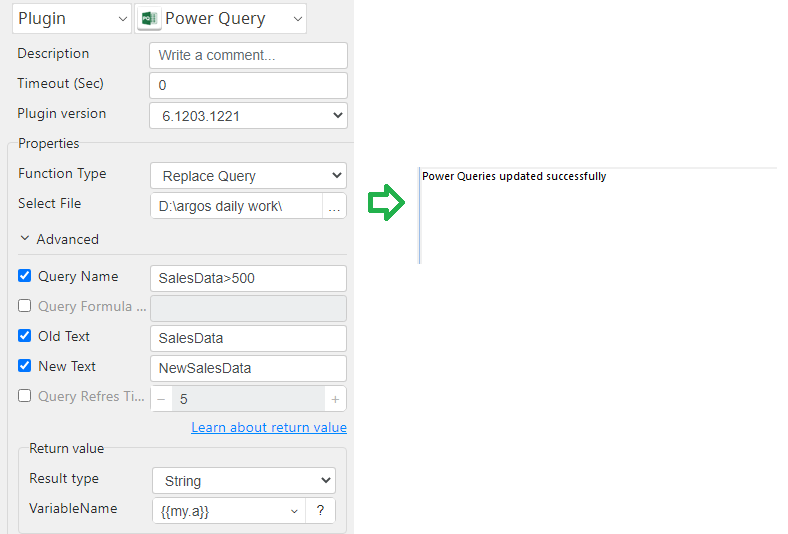 Plugin Power Query
Description Write a comment...
Timeout (Sec) 0
Plugin version 6.1203.1221
Properties
Function Type Replace Query
Select File D:\argos daily work\ ...
Advanced
Query Name SalesData>500
Query Formula ...
Old Text SalesData
New Text NewSalesData
Query Refres Ti... − 5 +
Learn about return value
Return value
Result type String
VariableName {{my.a}} ?
Power Queries updated successfully